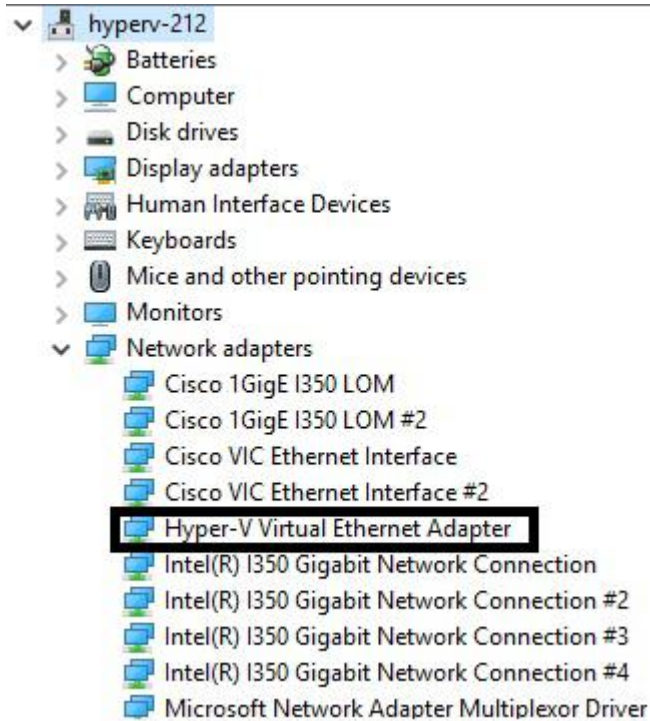 hyperv-212
Batteries
Computer
Disk drives
Display adapters
Human Interface Devices
Keyboards
Mice and other pointing devices
Monitors
Network adapters
Cisco 1GigE I350 LOM
Cisco 1GigE I350 LOM #2
Cisco VIC Ethernet Interface
Cisco VIC Ethernet Interface #2
Hyper-V Virtual Ethernet Adapter
Intel(R) I350 Gigabit Network Connection
Intel(R) I350 Gigabit Network Connection #2
Intel(R) I350 Gigabit Network Connection #3
Intel(R) I350 Gigabit Network Connection #4
Microsoft Network Adapter Multiplexor Driver